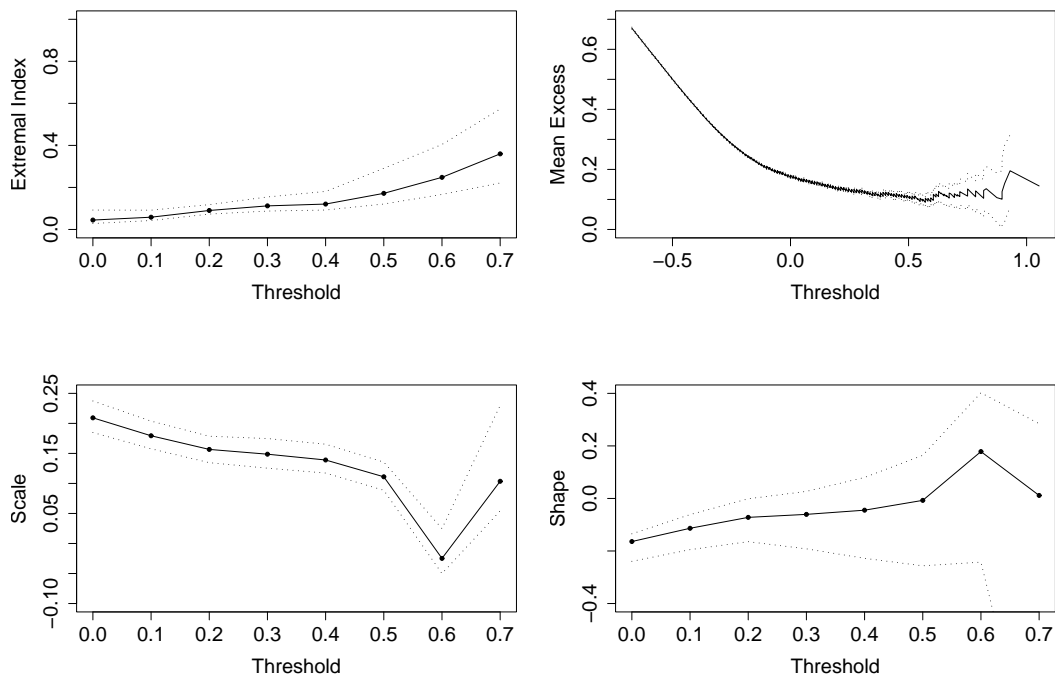 Extremal Index
0.0 0.4 0.8
0.0 0.1 0.2 0.3 0.4 0.5 0.6 0.7
Threshold
Mean Excess
0.0 0.2 0.4 0.6
−0.5 0.0 0.5 1.0
Threshold
Scale
−0.10 0.05 0.15 0.25
0.0 0.1 0.2 0.3 0.4 0.5 0.6 0.7
Threshold
Shape
−0.4 0.0 0.2 0.4
0.0 0.1 0.2 0.3 0.4 0.5 0.6 0.7
Threshold